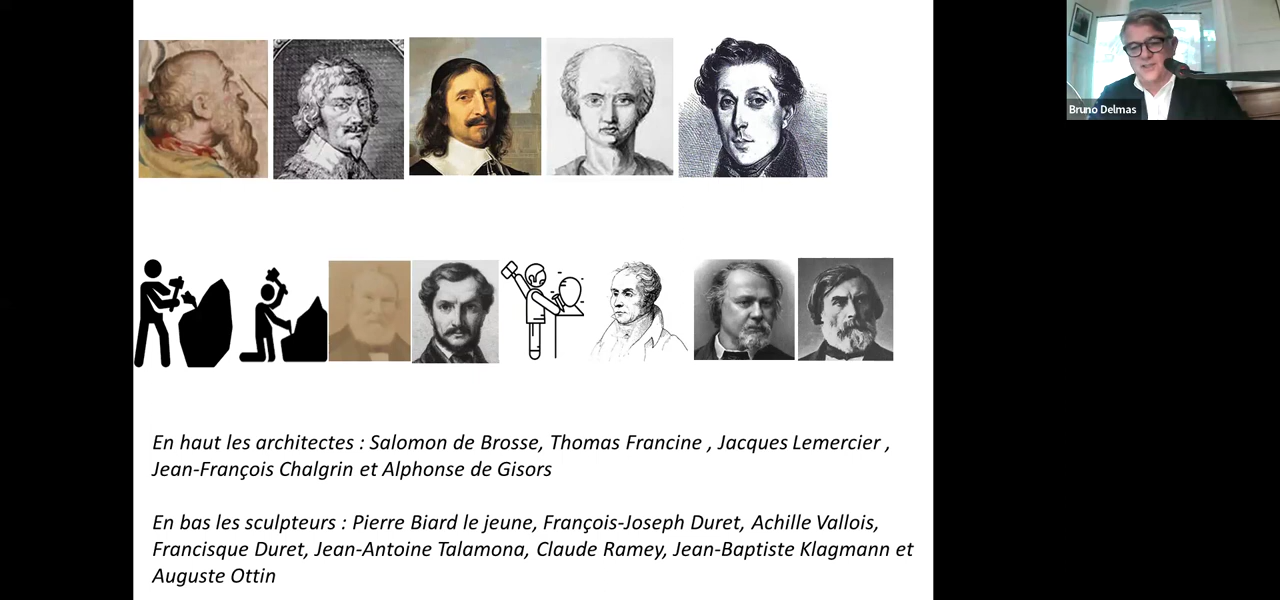 Bruno Delmas
En haut les architectes : Salomon de Brosse, Thomas Francine , Jacques Lemercier ,
Jean-François Chalgrin et Alphonse de Gisors
En bas les sculpteurs : Pierre Biard le jeune, François-Joseph Duret, Achille Vallois,
Francisque Duret, Jean-Antoine Talamona, Claude Ramey, Jean-Baptiste Klagmann et
Auguste Ottin